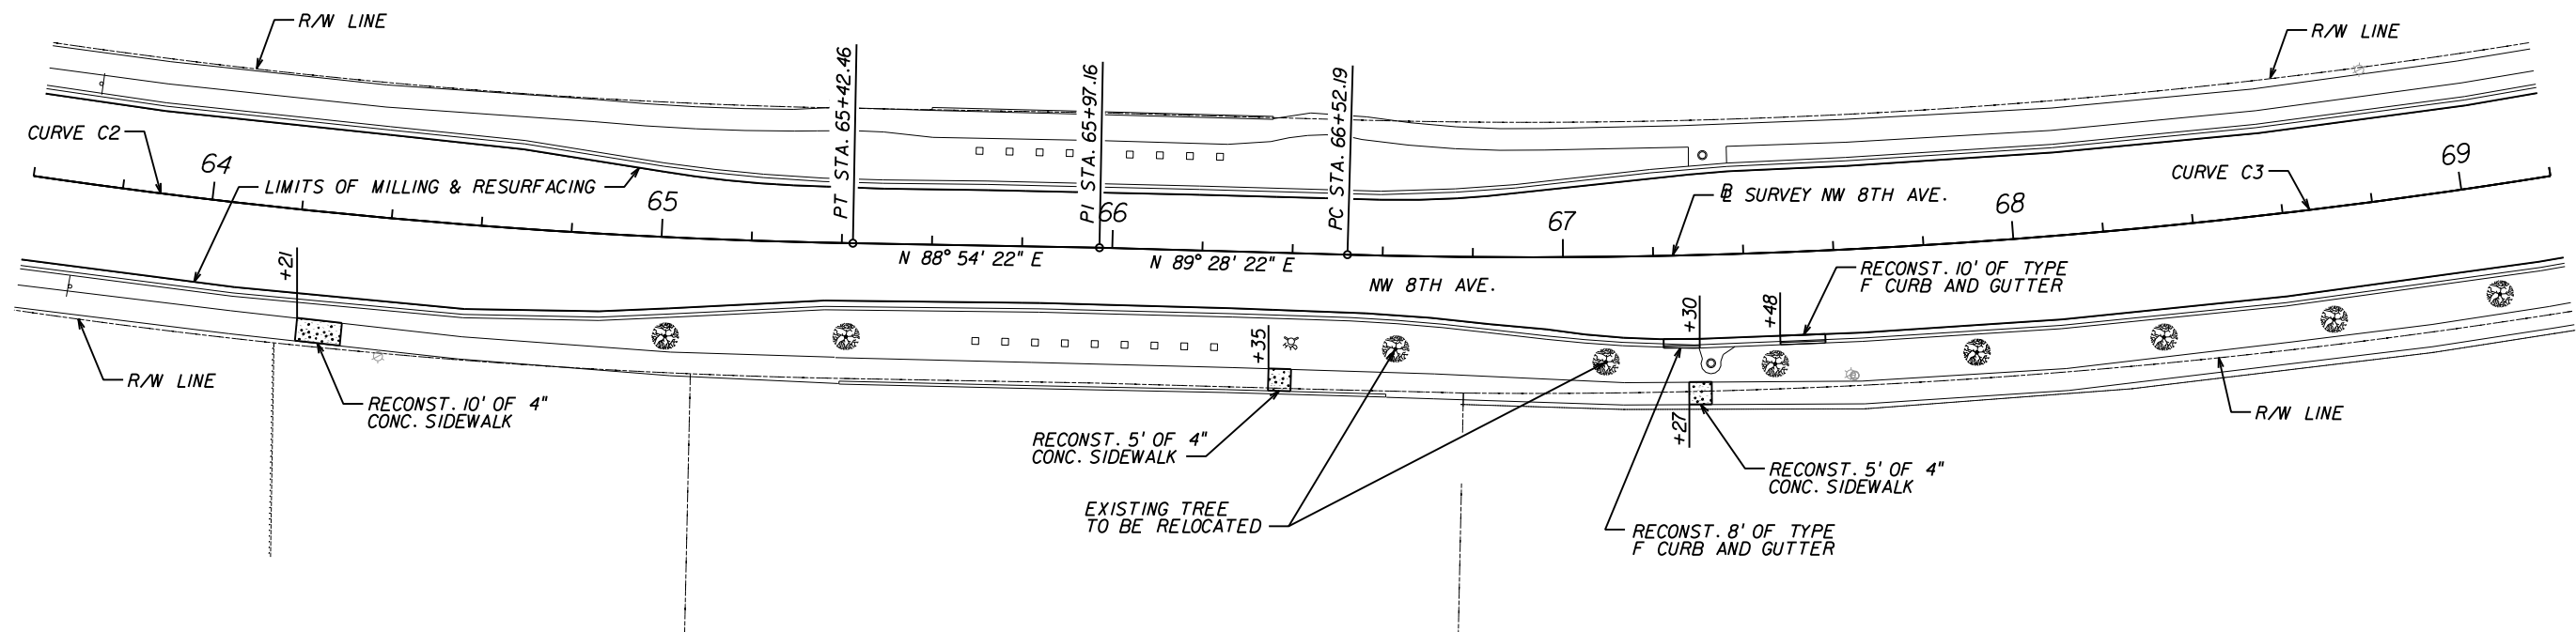 R/W LINE
R/W LINE
PT STA. 65+42.46
PI STA. 65+97.16
PC STA. 66+52.19
CURVE C2
64
LIMITS OF MILLING & RESURFACING
65
66
67
SURVEY NW 8TH AVE.
CURVE C3
68
69
+21
N 88° 54' 22" E
N 89° 28' 22" E
NW 8TH AVE.
RECONST. 10' OF TYPE
F CURB AND GUTTER
+30
+48
+35
R/W LINE
RECONST. 10' OF 4"
CONC. SIDEWALK
+27
R/W LINE
RECONST. 5' OF 4"
CONC. SIDEWALK
RECONST. 5' OF 4"
CONC. SIDEWALK
EXISTING TREE
TO BE RELOCATED
RECONST. 8' OF TYPE
F CURB AND GUTTER